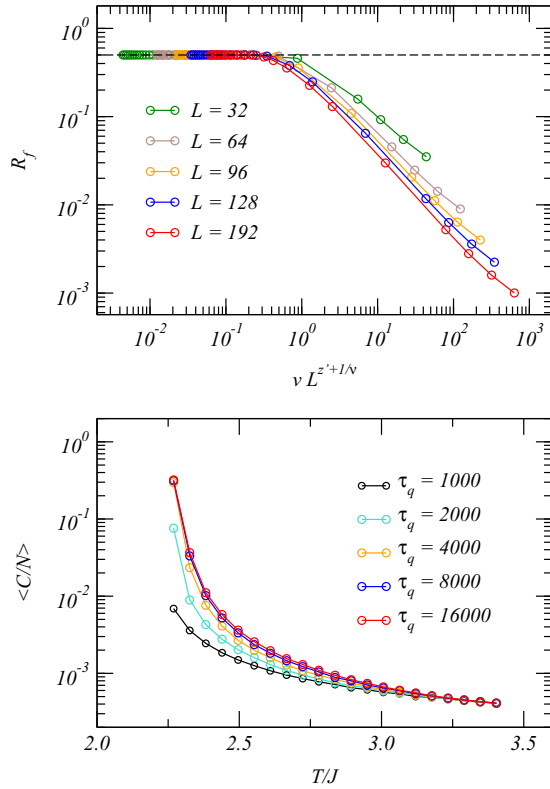 10^0
10^-1
10^-2
10^-3
R_f
L = 32
L = 64
L = 96
L = 128
L = 192
10^-2 10^-1 10^0 10^1 10^2 10^3
v L^{z'+1/ν}
10^0
10^-1
10^-2
10^-3
<C/N>
τ_q = 1000
τ_q = 2000
τ_q = 4000
τ_q = 8000
τ_q = 16000
2.0 2.5 3.0 3.5
T/J